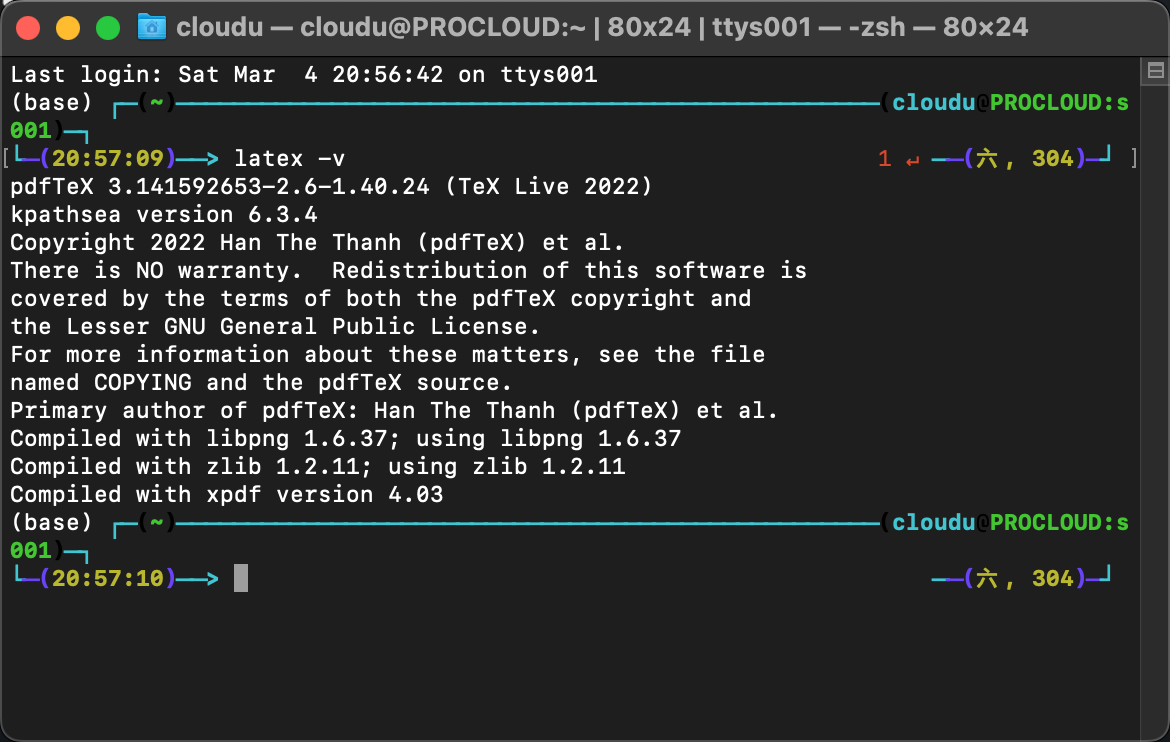 cloudu — cloudu@PROCLOUD:~ | 80x24 | ttys001 — -zsh — 80×24
Last login: Sat Mar  4 20:56:42 on ttys001
(base) ┌─(~)──────────────────────────────────────────────────(cloudu@PROCLOUD:s
001)─┐
[└─(20:57:09)──> latex -v                                      1 ↵ ──(六, 304)─┘ ]
pdfTeX 3.141592653-2.6-1.40.24 (TeX Live 2022)
kpathsea version 6.3.4
Copyright 2022 Han The Thanh (pdfTeX) et al.
There is NO warranty.  Redistribution of this software is
covered by the terms of both the pdfTeX copyright and
the Lesser GNU General Public License.
For more information about these matters, see the file
named COPYING and the pdfTeX source.
Primary author of pdfTeX: Han The Thanh (pdfTeX) et al.
Compiled with libpng 1.6.37; using libpng 1.6.37
Compiled with zlib 1.2.11; using zlib 1.2.11
Compiled with xpdf version 4.03
(base) ┌─(~)──────────────────────────────────────────────────(cloudu@PROCLOUD:s
001)─┐
└─(20:57:10)──>                                                    ──(六, 304)─┘